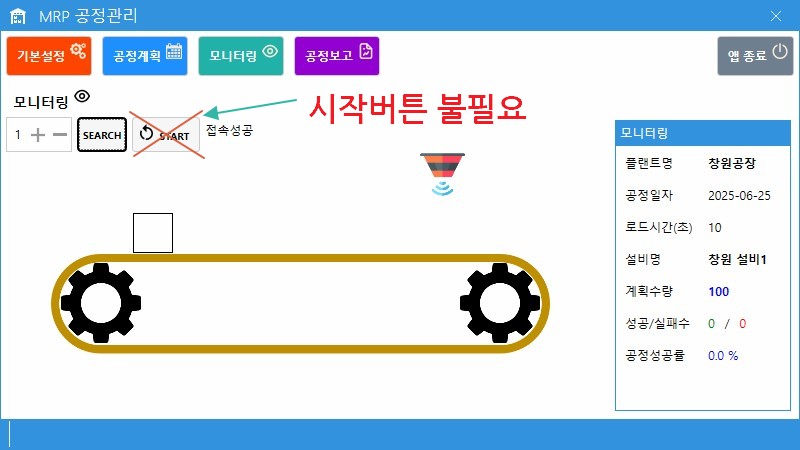 MRP 공정관리
기본설정
공정계획
모니터링
공정보고
앱 종료
모니터링
시작버튼 불필요
1
SEARCH
START
접속성공
모니터링
플랜트명 창원공장
공정일자 2025-06-25
로드시간(초) 10
설비명 창원 설비1
계획수량 100
성공/실패수 0 / 0
공정성공률 0.0 %